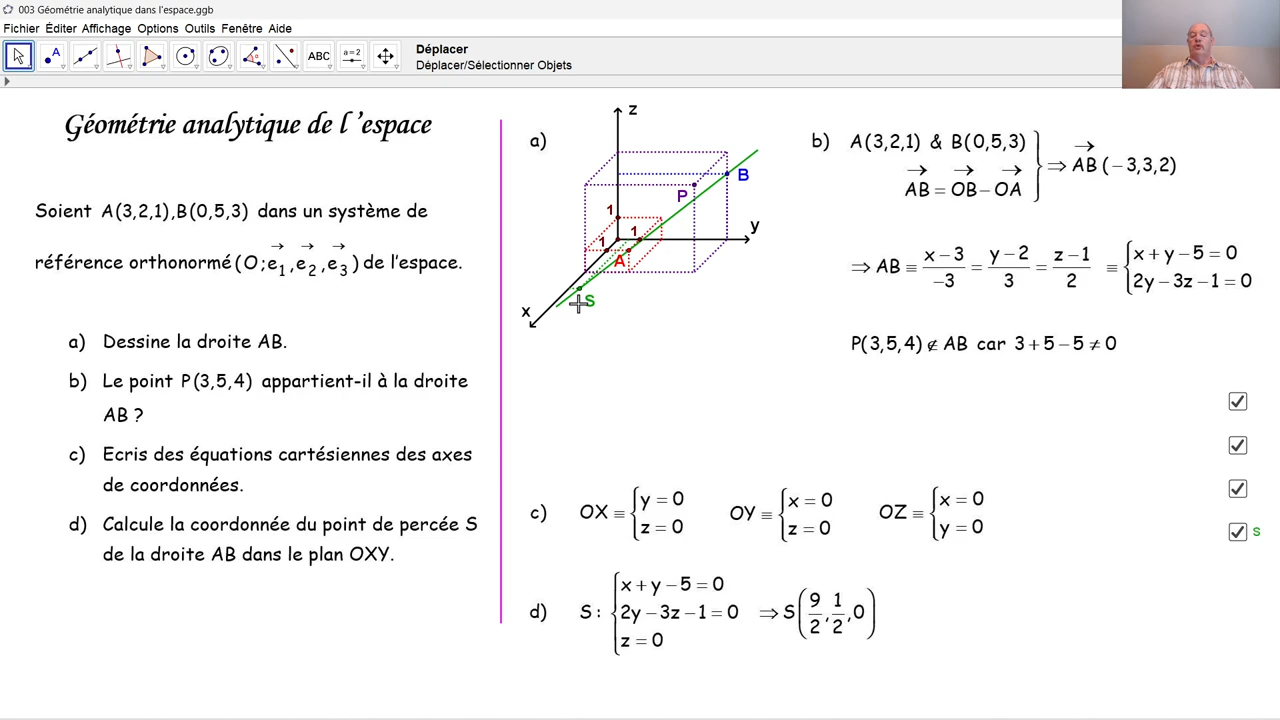 003 Géométrie analytique dans l'espace.ggb
Fichier Éditer Affichage Options Outils Fenêtre Aide
A ABC a=2
Déplacer
Déplacer/Sélectionner Objets
Géométrie analytique de l 'espace
Soient A(3,2,1),B(0,5,3) dans un système de
référence orthonormé (O;e₁→,e₂→,e₃→) de l'espace.
a) Dessine la droite AB.
b) Le point P(3,5,4) appartient-il à la droite
AB ?
c) Ecris des équations cartésiennes des axes
de coordonnées.
d) Calcule la coordonnée du point de percée S
de la droite AB dans le plan OXY.
a)
z
B
P
1
y
1
1
A
S
x
b) A(3,2,1) & B(0,5,3)
AB→ = OB→ − OA→
} ⇒ AB→ (−3,3,2)
⇒ AB ≡ (x−3)/(−3) = (y−2)/3 = (z−1)/2 ≡ { x+y−5=0
2y−3z−1=0
P(3,5,4) ∉ AB car 3+5−5≠0
c) OX ≡ { y=0
z=0
OY ≡ { x=0
z=0
OZ ≡ { x=0
y=0
d) S : { x+y−5=0
2y−3z−1=0 ⇒ S(9/2,1/2,0)
z=0
S